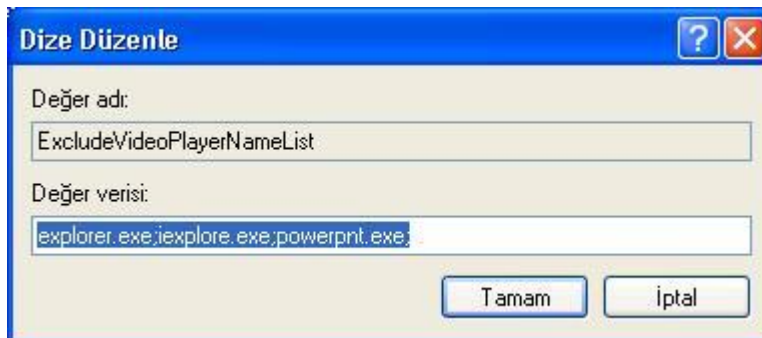 Dize Düzenle
Değer adı:
ExcludeVideoPlayerNameList
Değer verisi:
explorer.exe;iexplore.exe;powerpnt.exe;
Tamam İptal